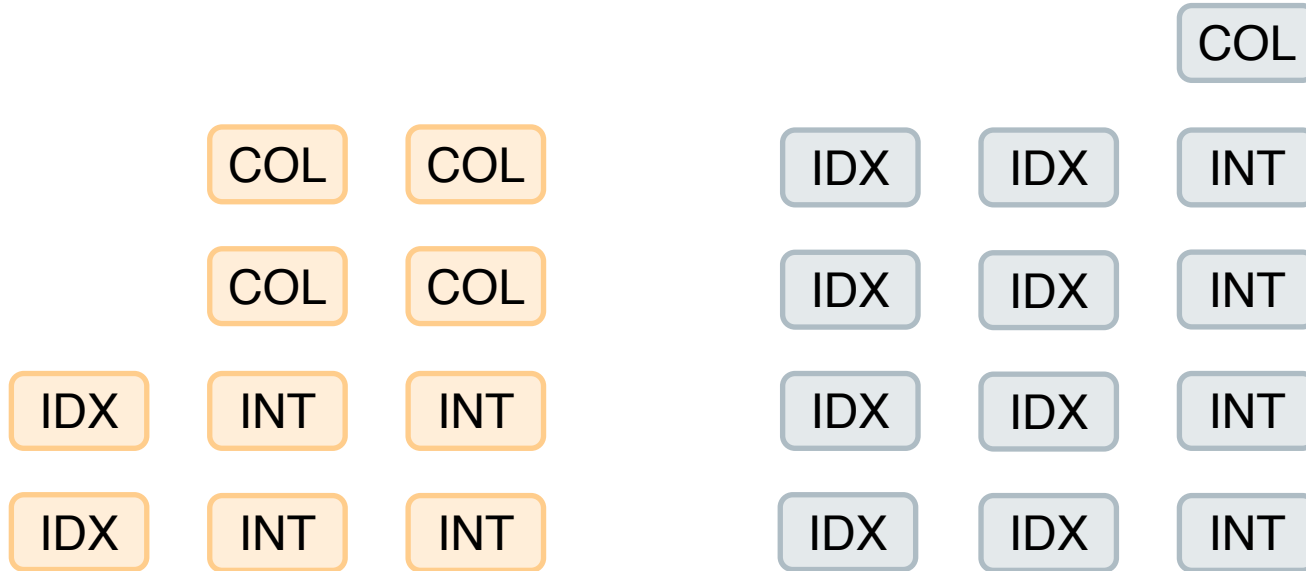 COL
COL COL IDX IDX INT
COL COL IDX IDX INT
IDX INT INT IDX IDX INT
IDX INT INT IDX IDX INT